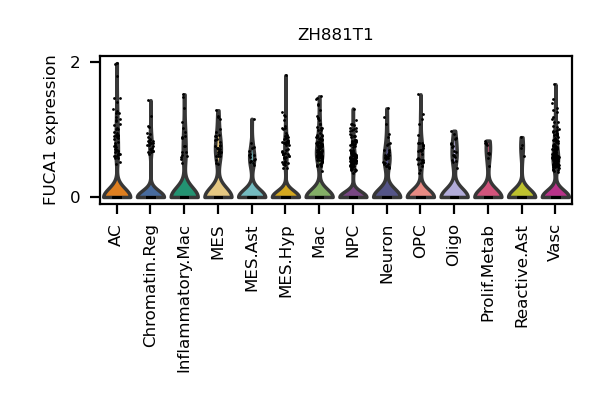 ZH881T1
FUCA1 expression
2
0
AC
Chromatin.Reg
Inflammatory.Mac
MES
MES.Ast
MES.Hyp
Mac
NPC
Neuron
OPC
Oligo
Prolif.Metab
Reactive.Ast
Vasc